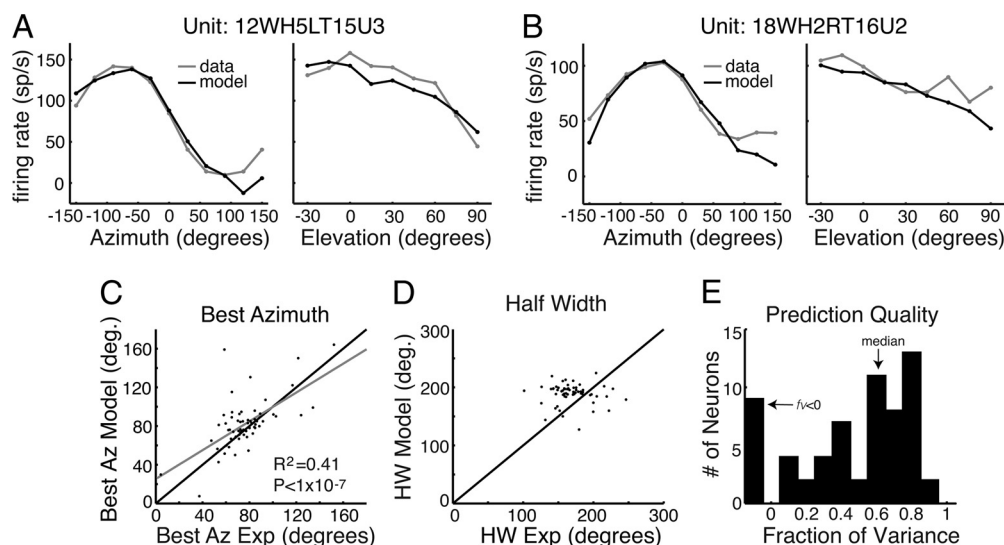 A
Unit: 12WH5LT15U3
firing rate (sp/s)
150
100
50
0
data
model
-150 -100 -50 0 50 100 150
Azimuth (degrees)
-30 0 30 60 90
Elevation (degrees)
B
Unit: 18WH2RT16U2
firing rate (sp/s)
100
50
0
data
model
-150 -100 -50 0 50 100 150
Azimuth (degrees)
-30 0 30 60 90
Elevation (degrees)
C
Best Azimuth
Best Az Model (deg.)
160
120
80
40
0
R2=0.41
P<1x10-7
0 40 80 120 160
Best Az Exp (degrees)
D
Half Width
HW Model (deg.)
300
200
100
0
0 100 200 300
HW Exp (degrees)
E
Prediction Quality
# of Neurons
15
10
5
0
median
fv<0
0 0.2 0.4 0.6 0.8 1
Fraction of Variance